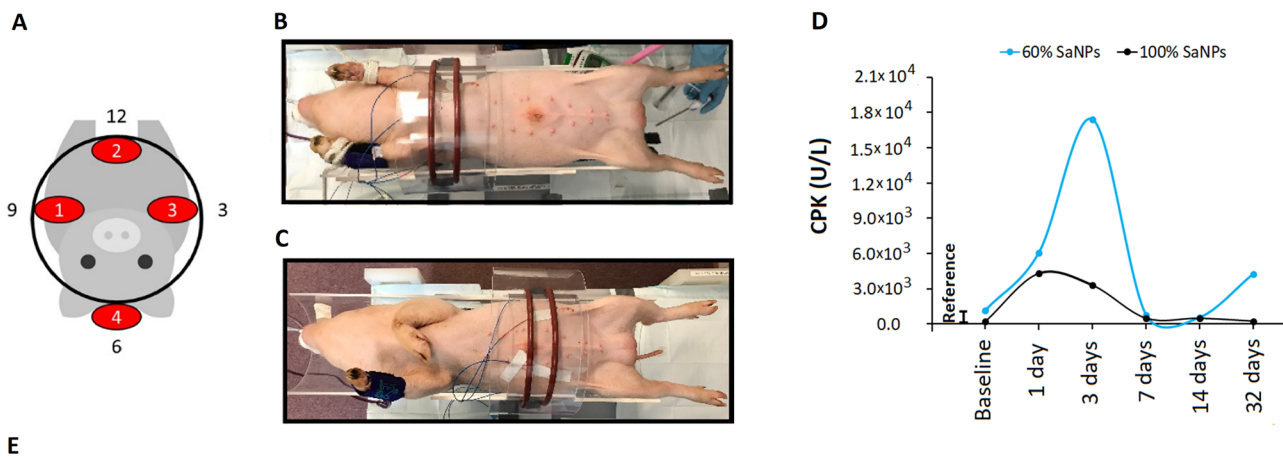 A
12
2
9
1
3
3
4
6
B
C
D
60% SaNPs
100% SaNPs
CPK (U/L)
2.1×10⁴
1.8×10⁴
1.5×10⁴
1.2×10⁴
9.0×10³
6.0×10³
3.0×10³
0.0
Reference
Baseline
1 day
3 days
7 days
14 days
32 days
E